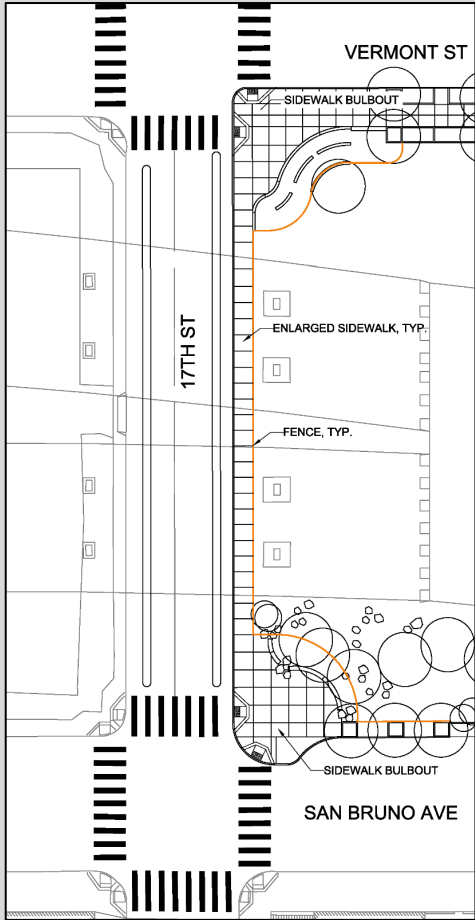 VERMONT ST
SIDEWALK BULBOUT
17TH ST
ENLARGED SIDEWALK, TYP.
FENCE, TYP.
SIDEWALK BULBOUT
SAN BRUNO AVE